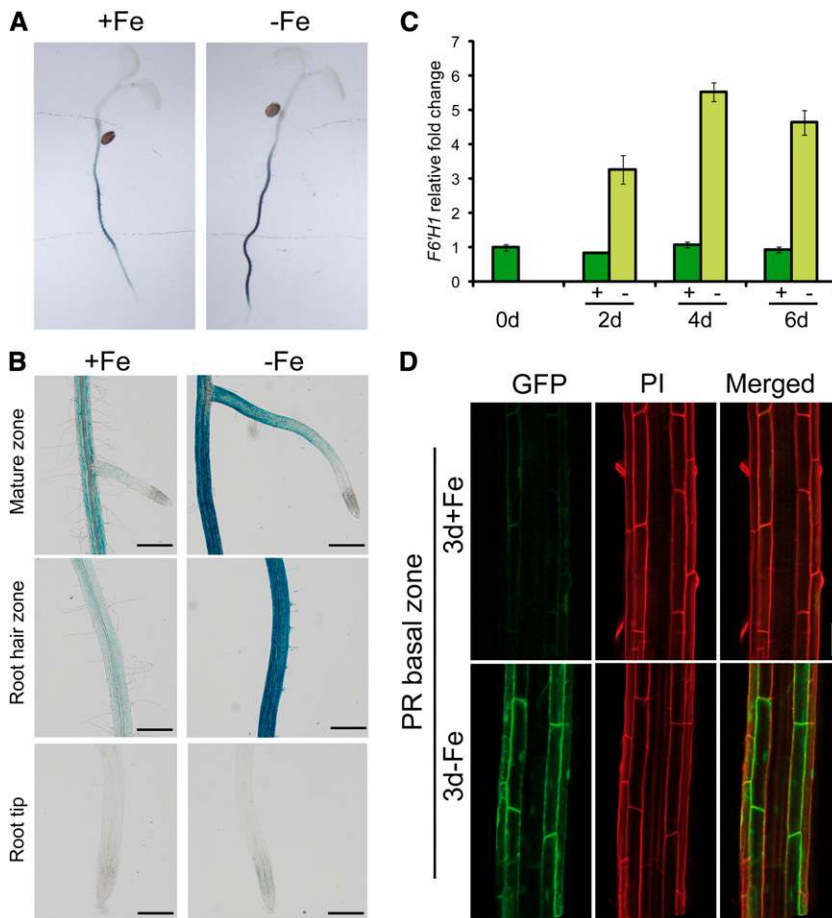 A
+Fe -Fe
B
+Fe -Fe
Mature zone
Root hair zone
Root tip
C
F6'H1 relative fold change
7
6
5
4
3
2
1
0
+ - + - + -
0d 2d 4d 6d
D
GFP PI Merged
PR basal zone
3d+Fe
3d-Fe